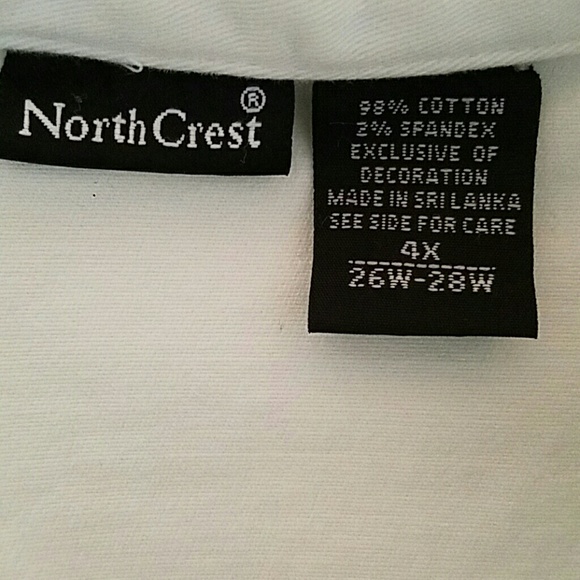 NorthCrest®
98% COTTON
2% SPANDEX
EXCLUSIVE OF
DECORATION
MADE IN SRI LANKA
SEE SIDE FOR CARE
4X
26W-28W